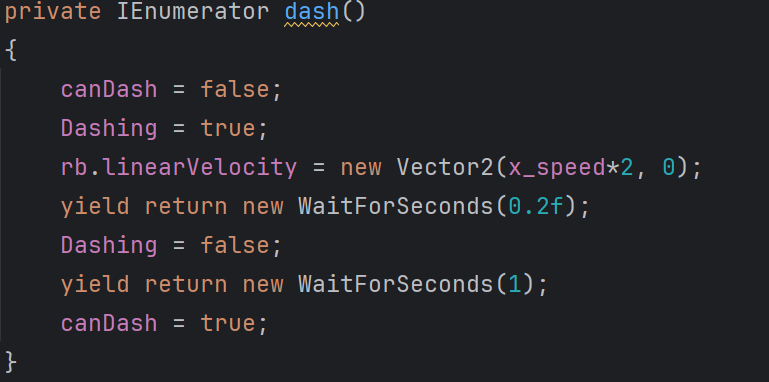 private IEnumerator dash()
{
    canDash = false;
    Dashing = true;
    rb.linearVelocity = new Vector2(x_speed*2, 0);
    yield return new WaitForSeconds(0.2f);
    Dashing = false;
    yield return new WaitForSeconds(1);
    canDash = true;
}